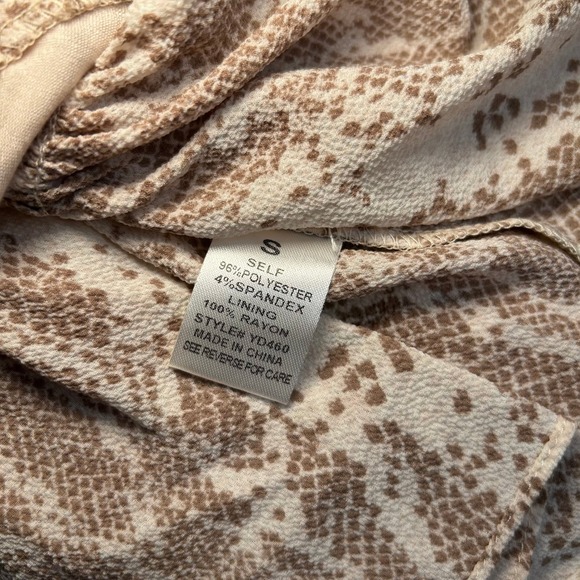 S
SELF
96%POLYESTER
4%SPANDEX
LINING
100% RAYON
STYLE# YD460
MADE IN CHINA
SEE REVERSE FOR CARE